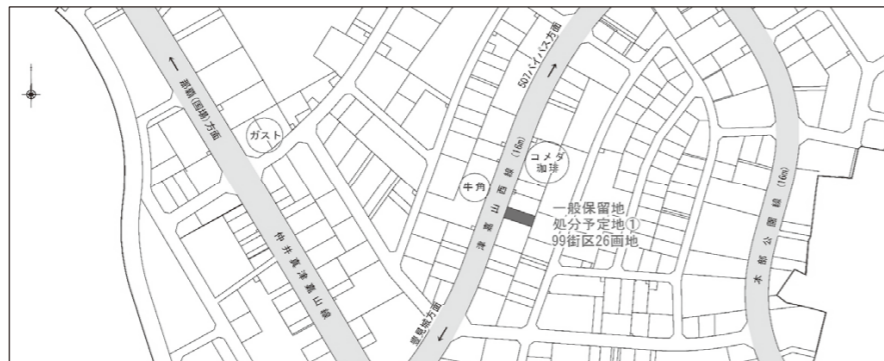 那覇(国場)方面
ガスト
仲井真津嘉山線
507バイパス方面
津嘉山西線 (16m)
コメダ
珈琲
牛角
一般保留地
処分予定地①
99街区26画地
豊見城方面
本部公園線 (16m)